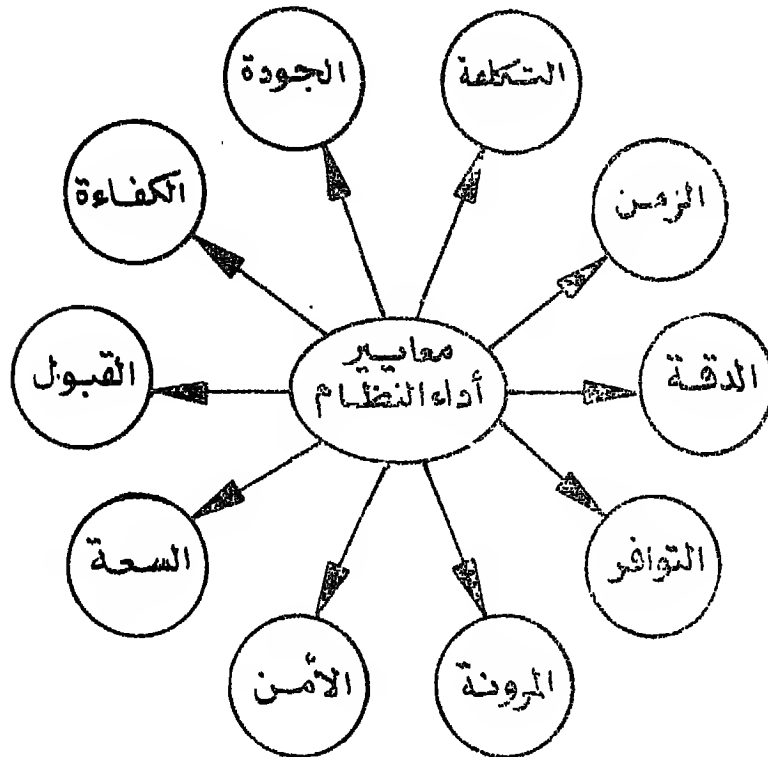 الجودة
التكلفة
الكفاءة
الزمن
معايير
أداء النظام
القبول
الدقة
السعة
التوافر
الأمن
المرونة